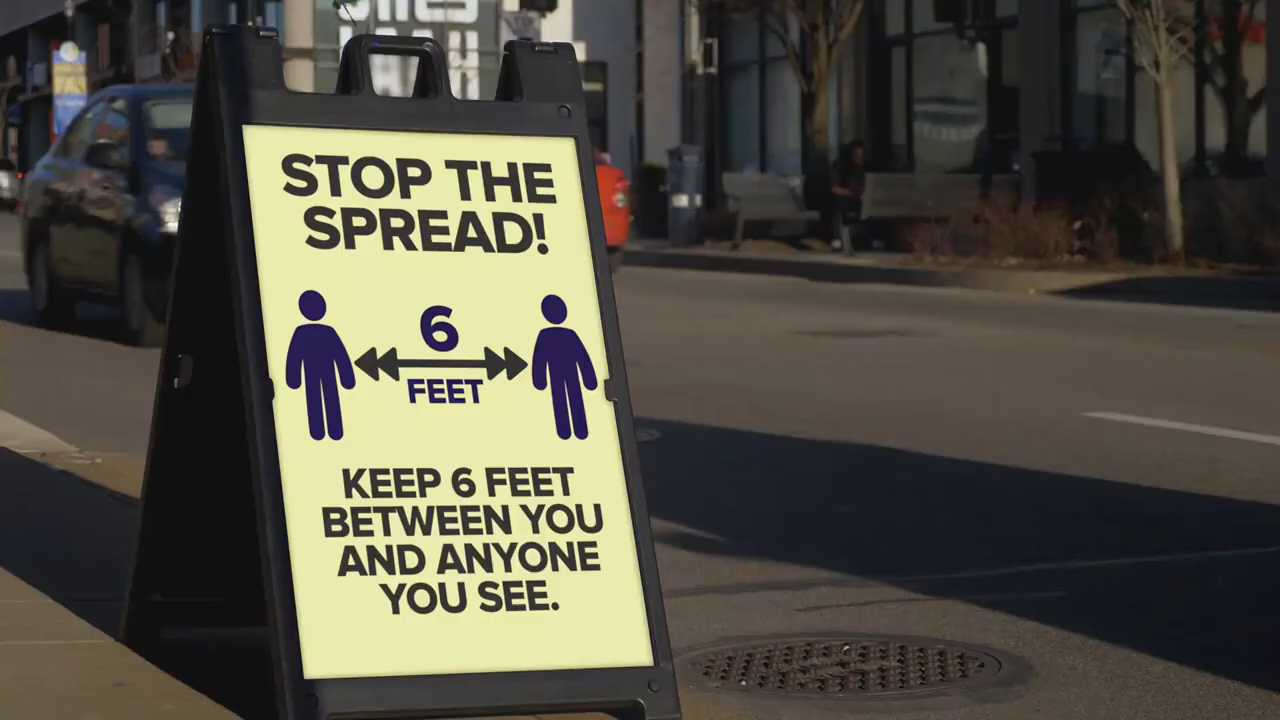 STOP THE
SPREAD!
6
FEET
KEEP 6 FEET
BETWEEN YOU
AND ANYONE
YOU SEE.